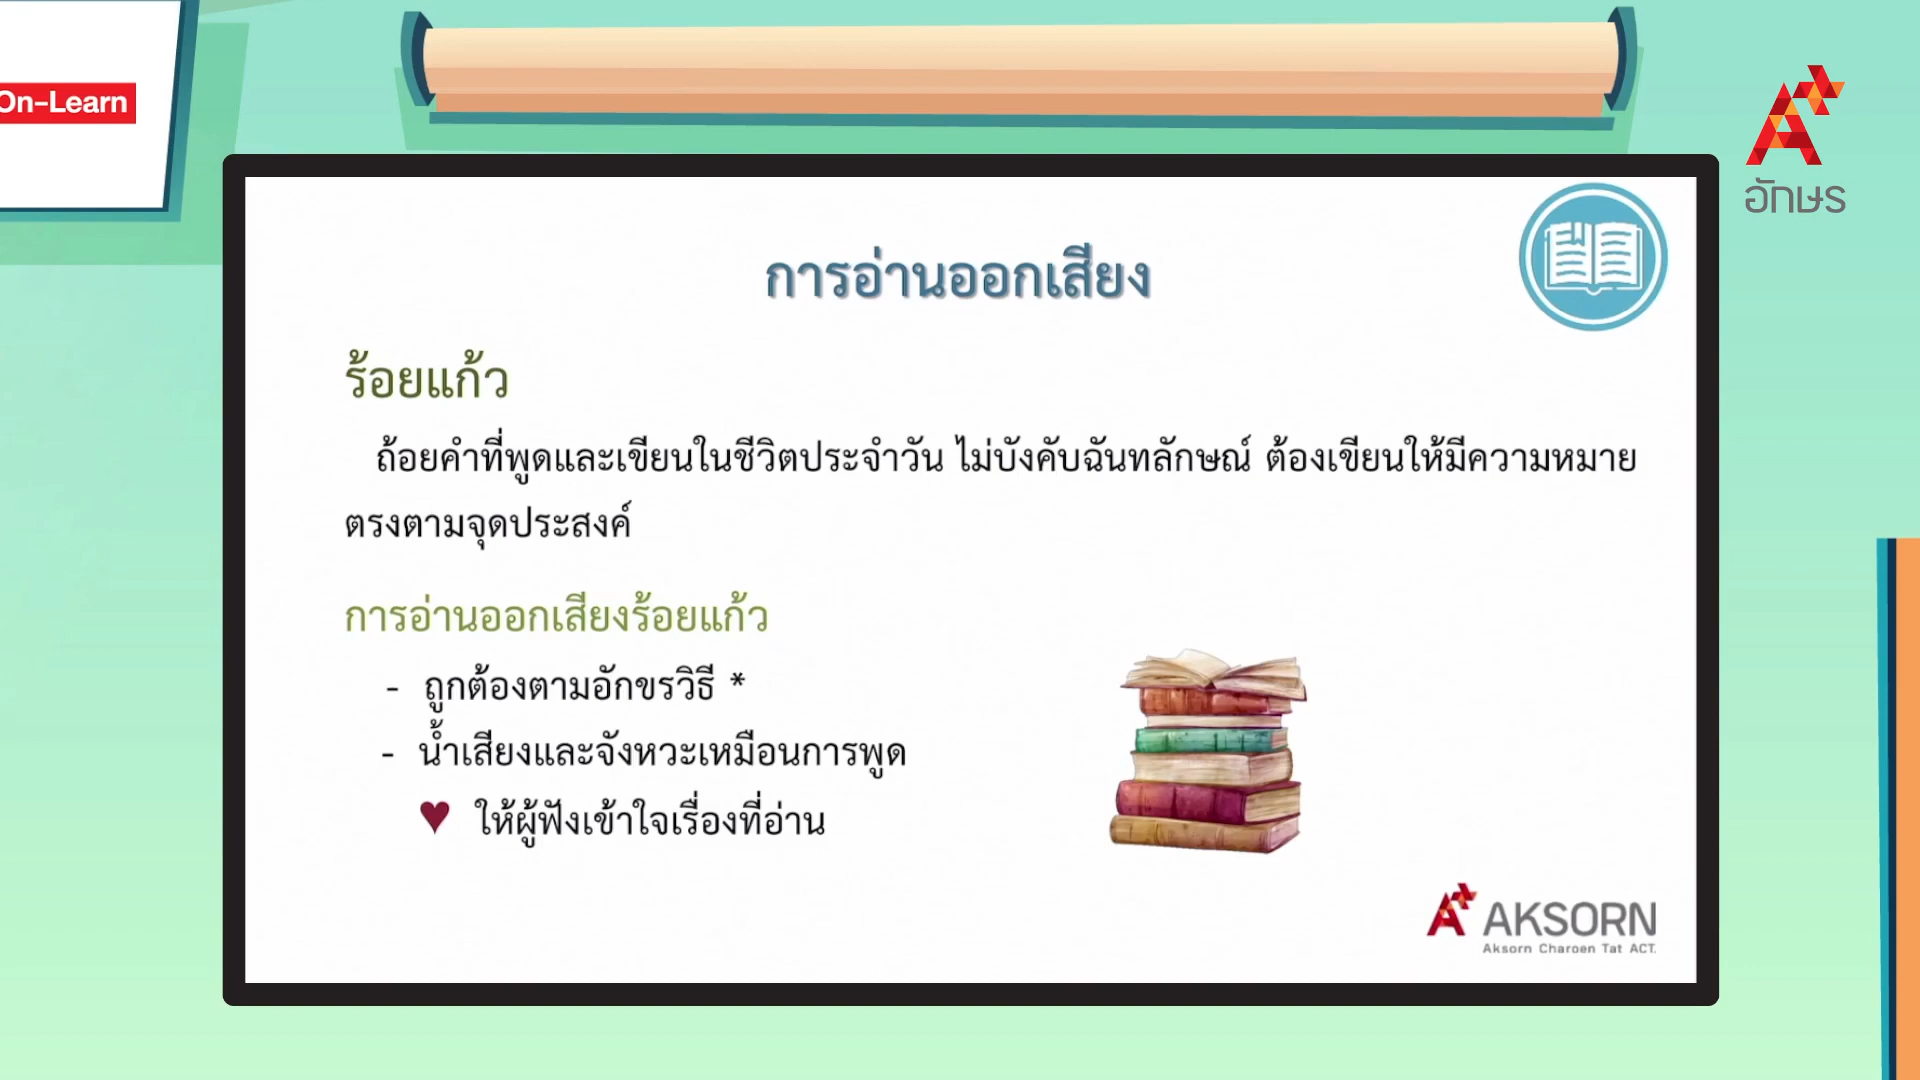 On-Learn
อักษร
การอ่านออกเสียง
ร้อยแก้ว
ถ้อยคำที่พูดและเขียนในชีวิตประจำวัน ไม่บังคับฉันทลักษณ์ ต้องเขียนให้มีความหมาย
ตรงตามจุดประสงค์
การอ่านออกเสียงร้อยแก้ว
- ถูกต้องตามอักขรวิธี *
- น้ำเสียงและจังหวะเหมือนการพูด
♥ ให้ผู้ฟังเข้าใจเรื่องที่อ่าน
AKSORN
Aksorn Charoen Tat ACT.